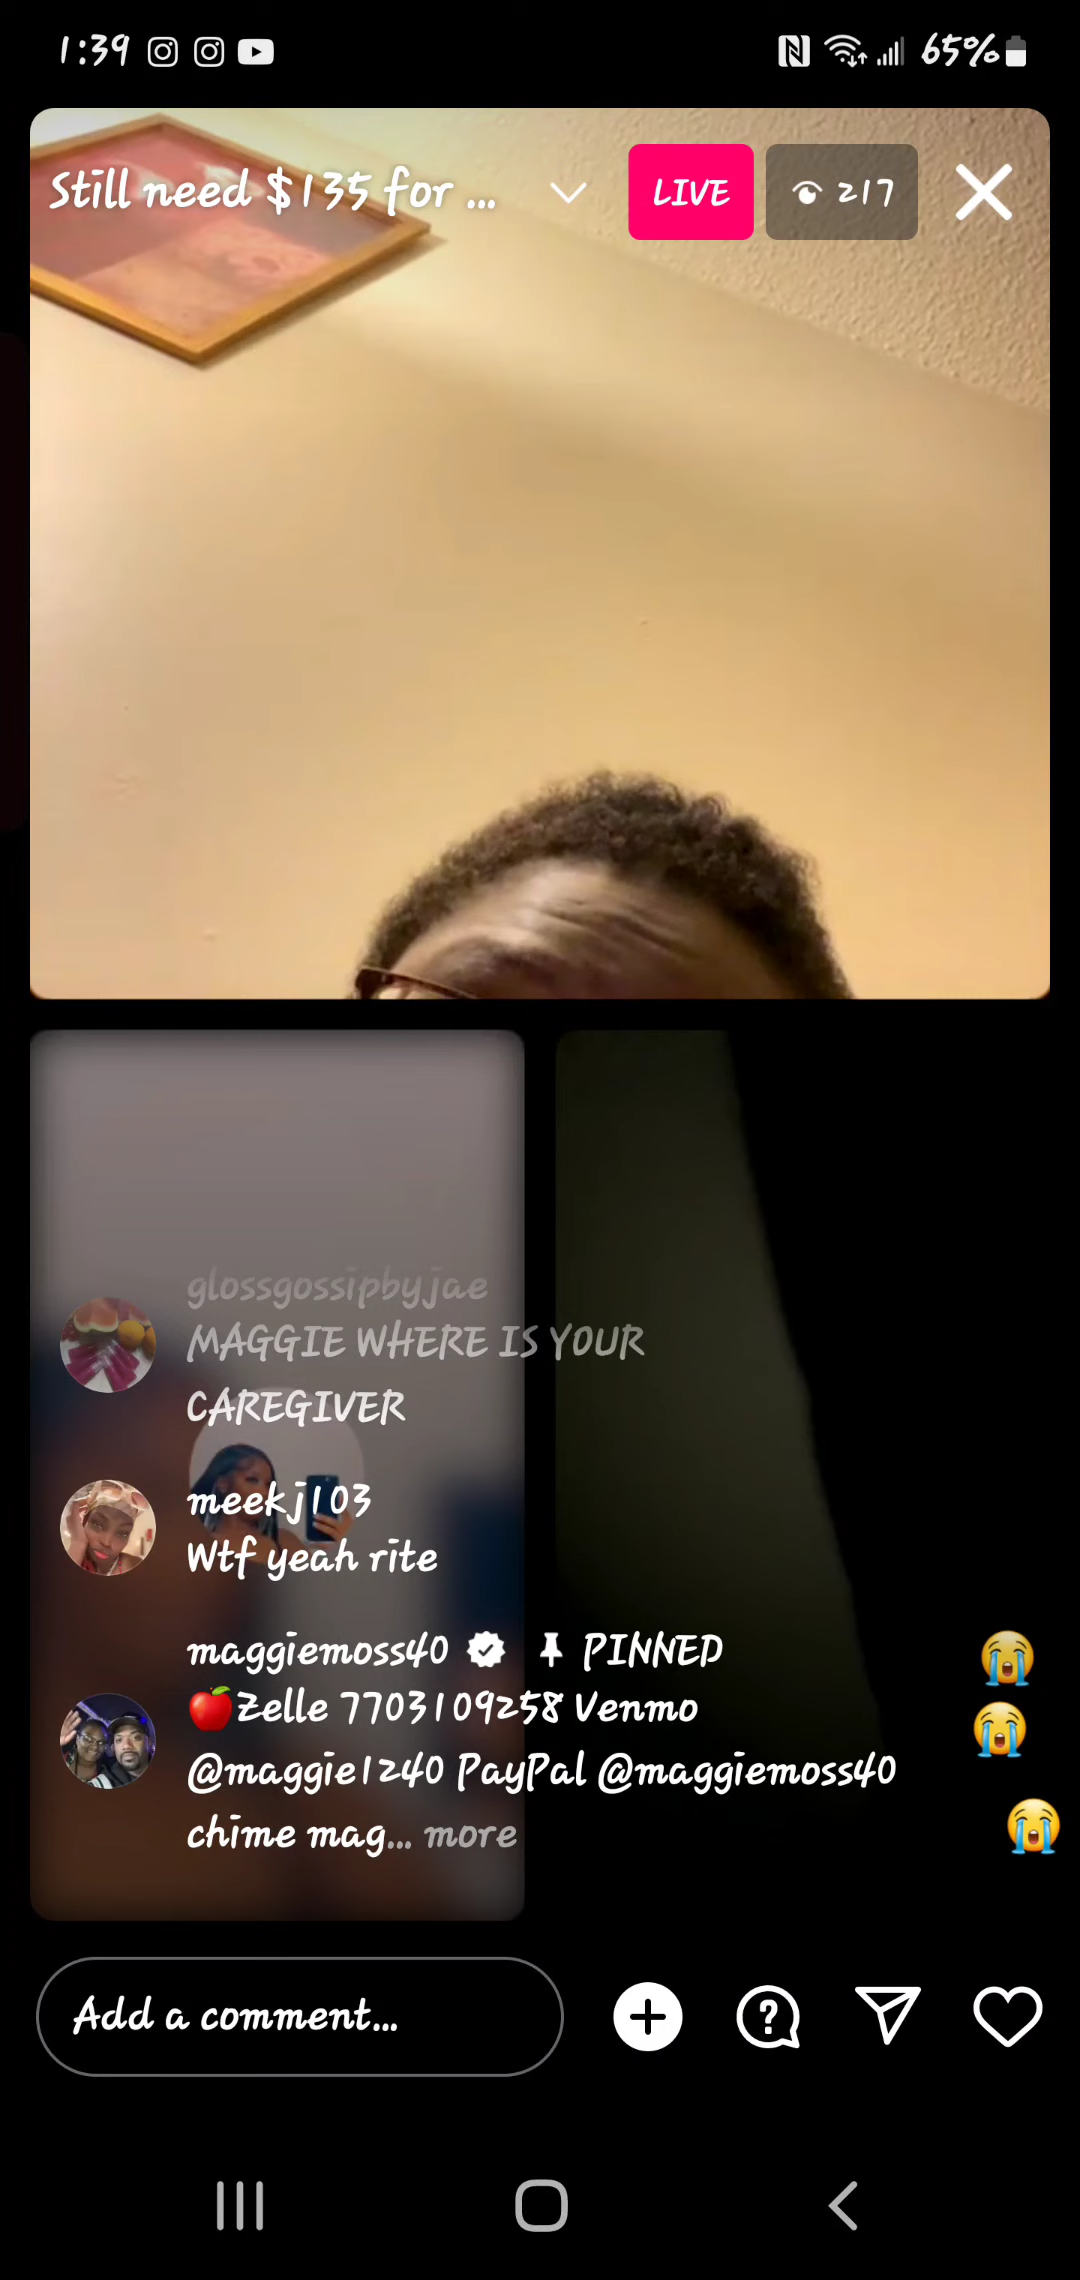 1:39 65%
Still need $135 for ... LIVE 217
glossgossipbyjae
MAGGIE WHERE IS YOUR
CAREGIVER
meekj103
Wtf yeah rite
maggiemoss40 PINNED
🍎Zelle 7703109258 Venmo
@maggie1240 PayPal @maggiemoss40
chime mag... more
Add a comment...